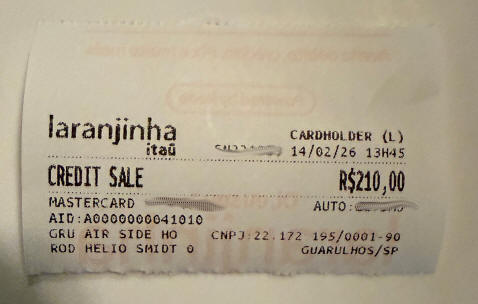 laranjinha
itaú
CARDHOLDER (L)
14/02/26 13H45
CREDIT SALE R$210,00
MASTERCARD AUTO:
AID:A0000000041010
GRU AIR SIDE HO CNPJ:22.172 195/0001-90
ROD HELIO SMIDT 0 GUARULHOS/SP